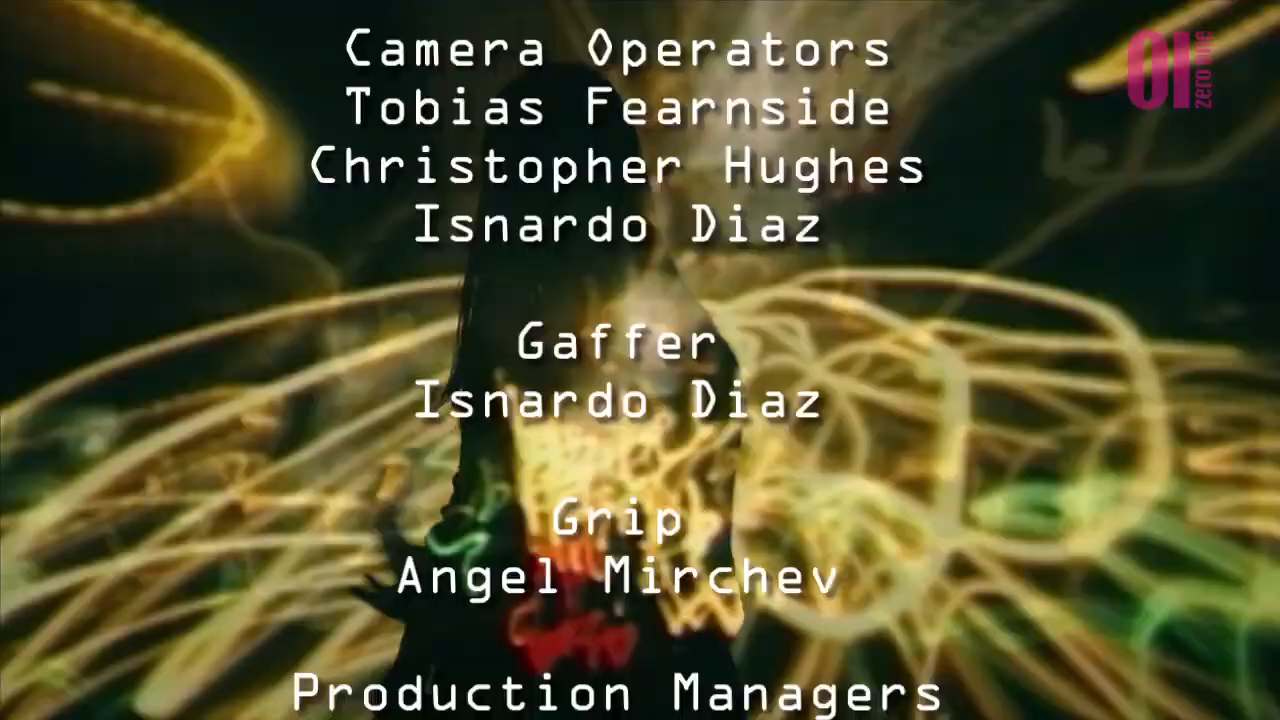 Camera Operators
Tobias Fearnside
Christopher Hughes
Isnardo Diaz
Gaffer
Isnardo Diaz
Grip
Angel Mirchev
Production Managers
01
zero one